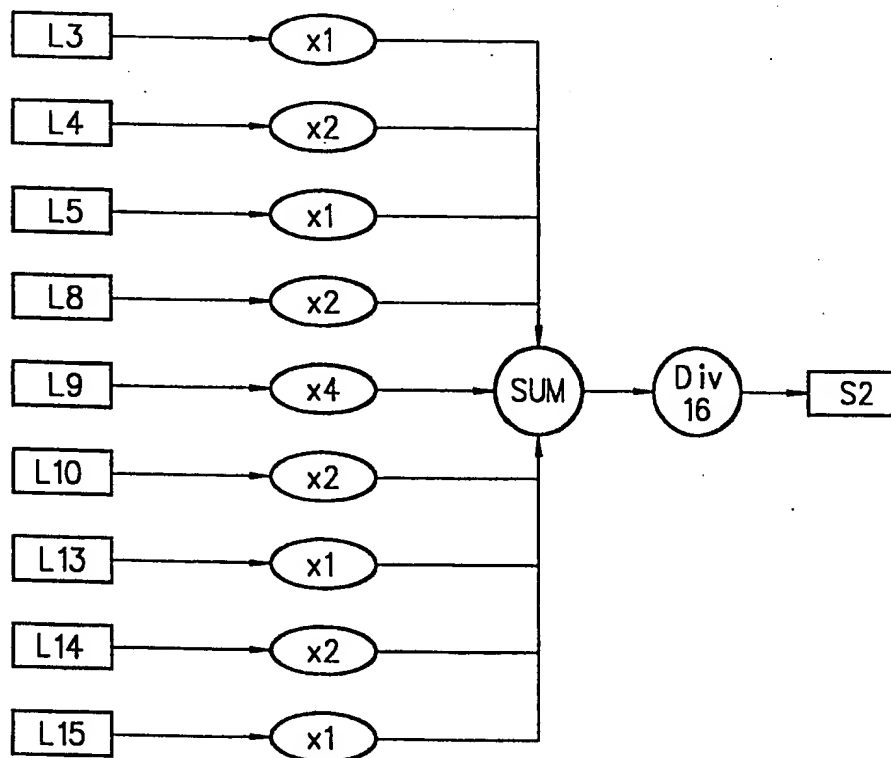 L3 x1
L4 x2
L5 x1
L8 x2
L9 x4 SUM Div 16 S2
L10 x2
L13 x1
L14 x2
L15 x1